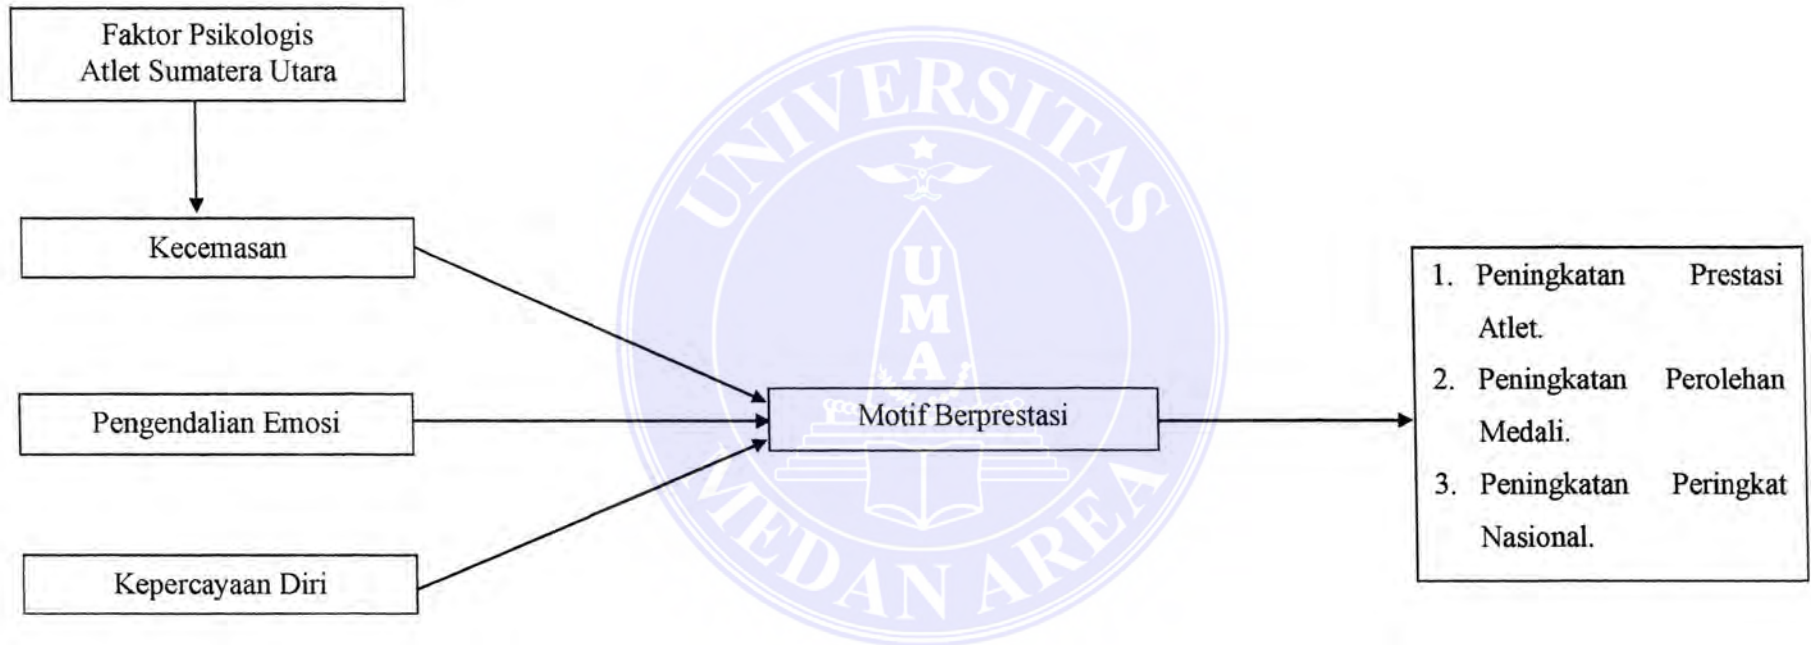 Faktor Psikologis
Atlet Sumatera Utara
Kecemasan
Pengendalian Emosi
Kepercayaan Diri
Motif Berprestasi
1. Peningkatan Prestasi
Atlet.
2. Peningkatan Perolehan
Medali.
3. Peningkatan Peringkat
Nasional.
UNIVERSITAS
U
M
A
MEDAN AREA